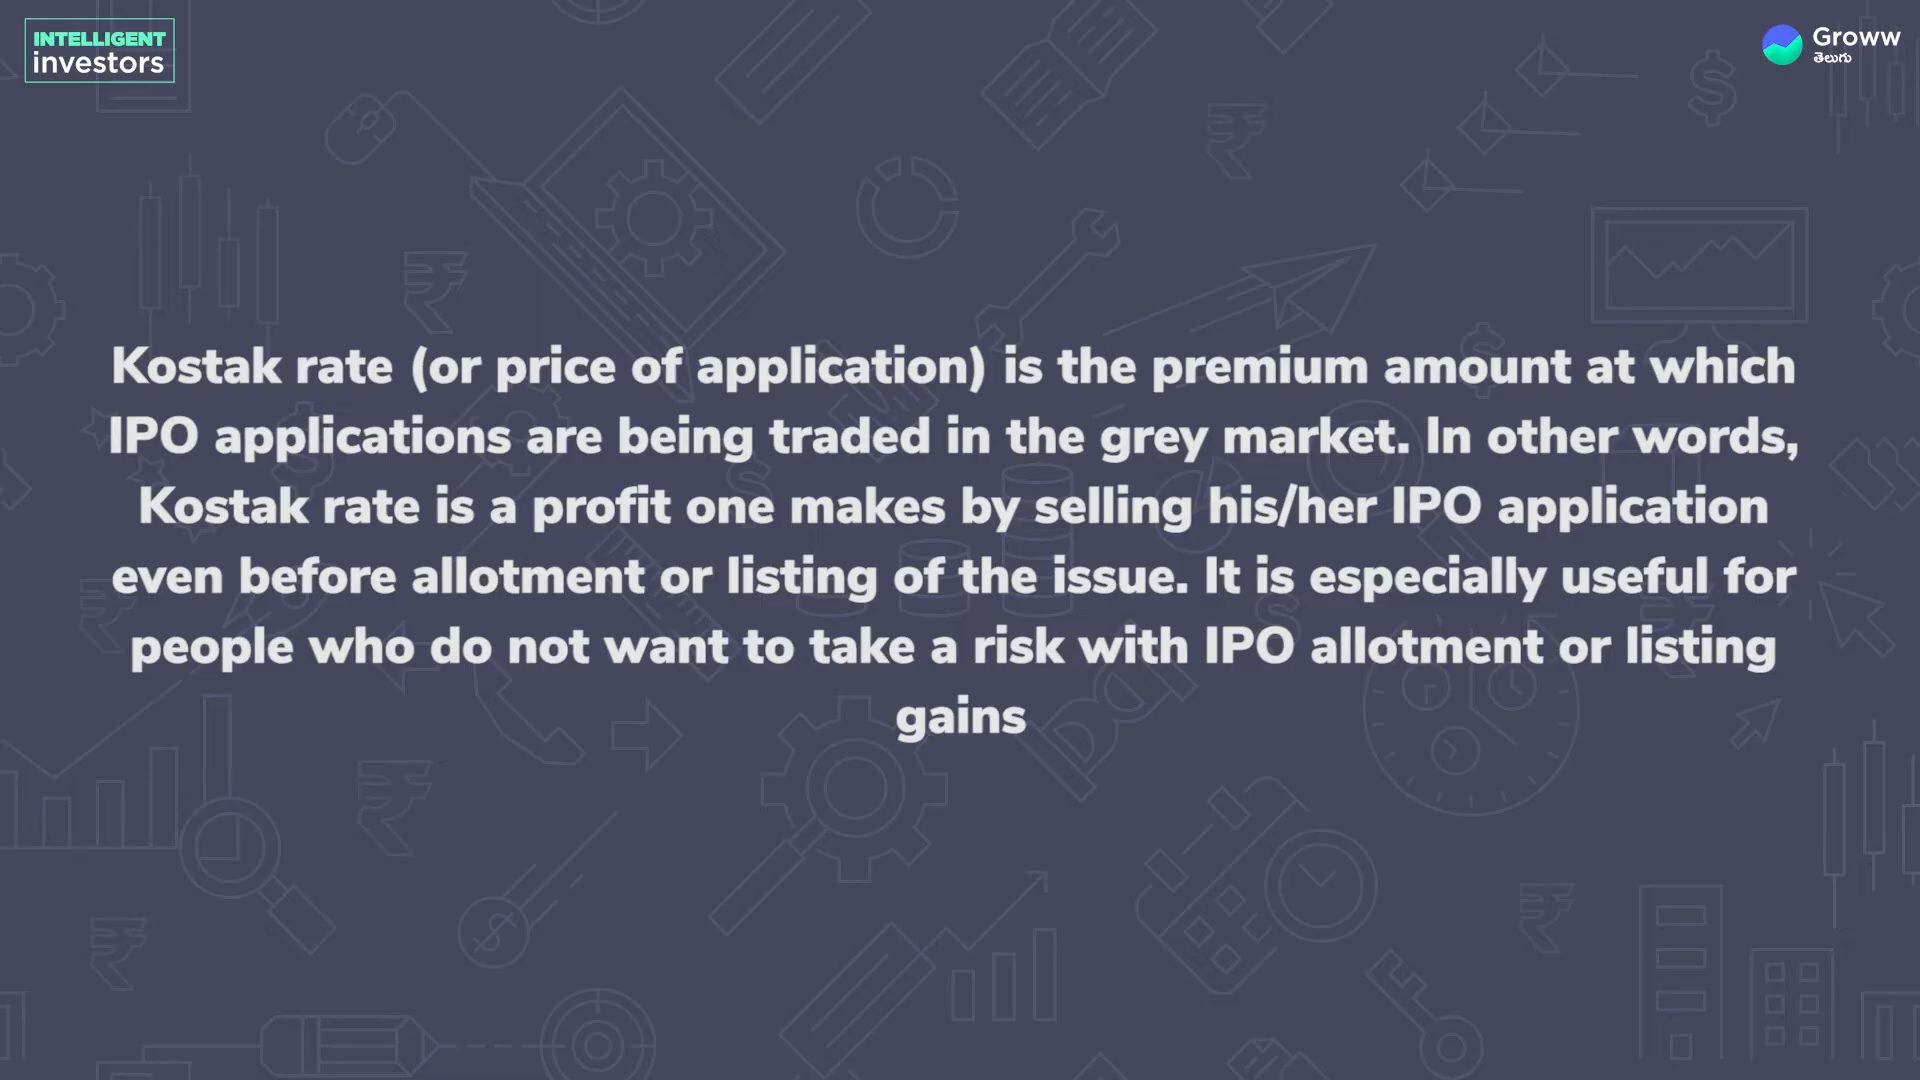 INTELLIGENT
investors
Groww
తెలుగు
Kostak rate (or price of application) is the premium amount at which
IPO applications are being traded in the grey market. In other words,
Kostak rate is a profit one makes by selling his/her IPO application
even before allotment or listing of the issue. It is especially useful for
people who do not want to take a risk with IPO allotment or listing
gains